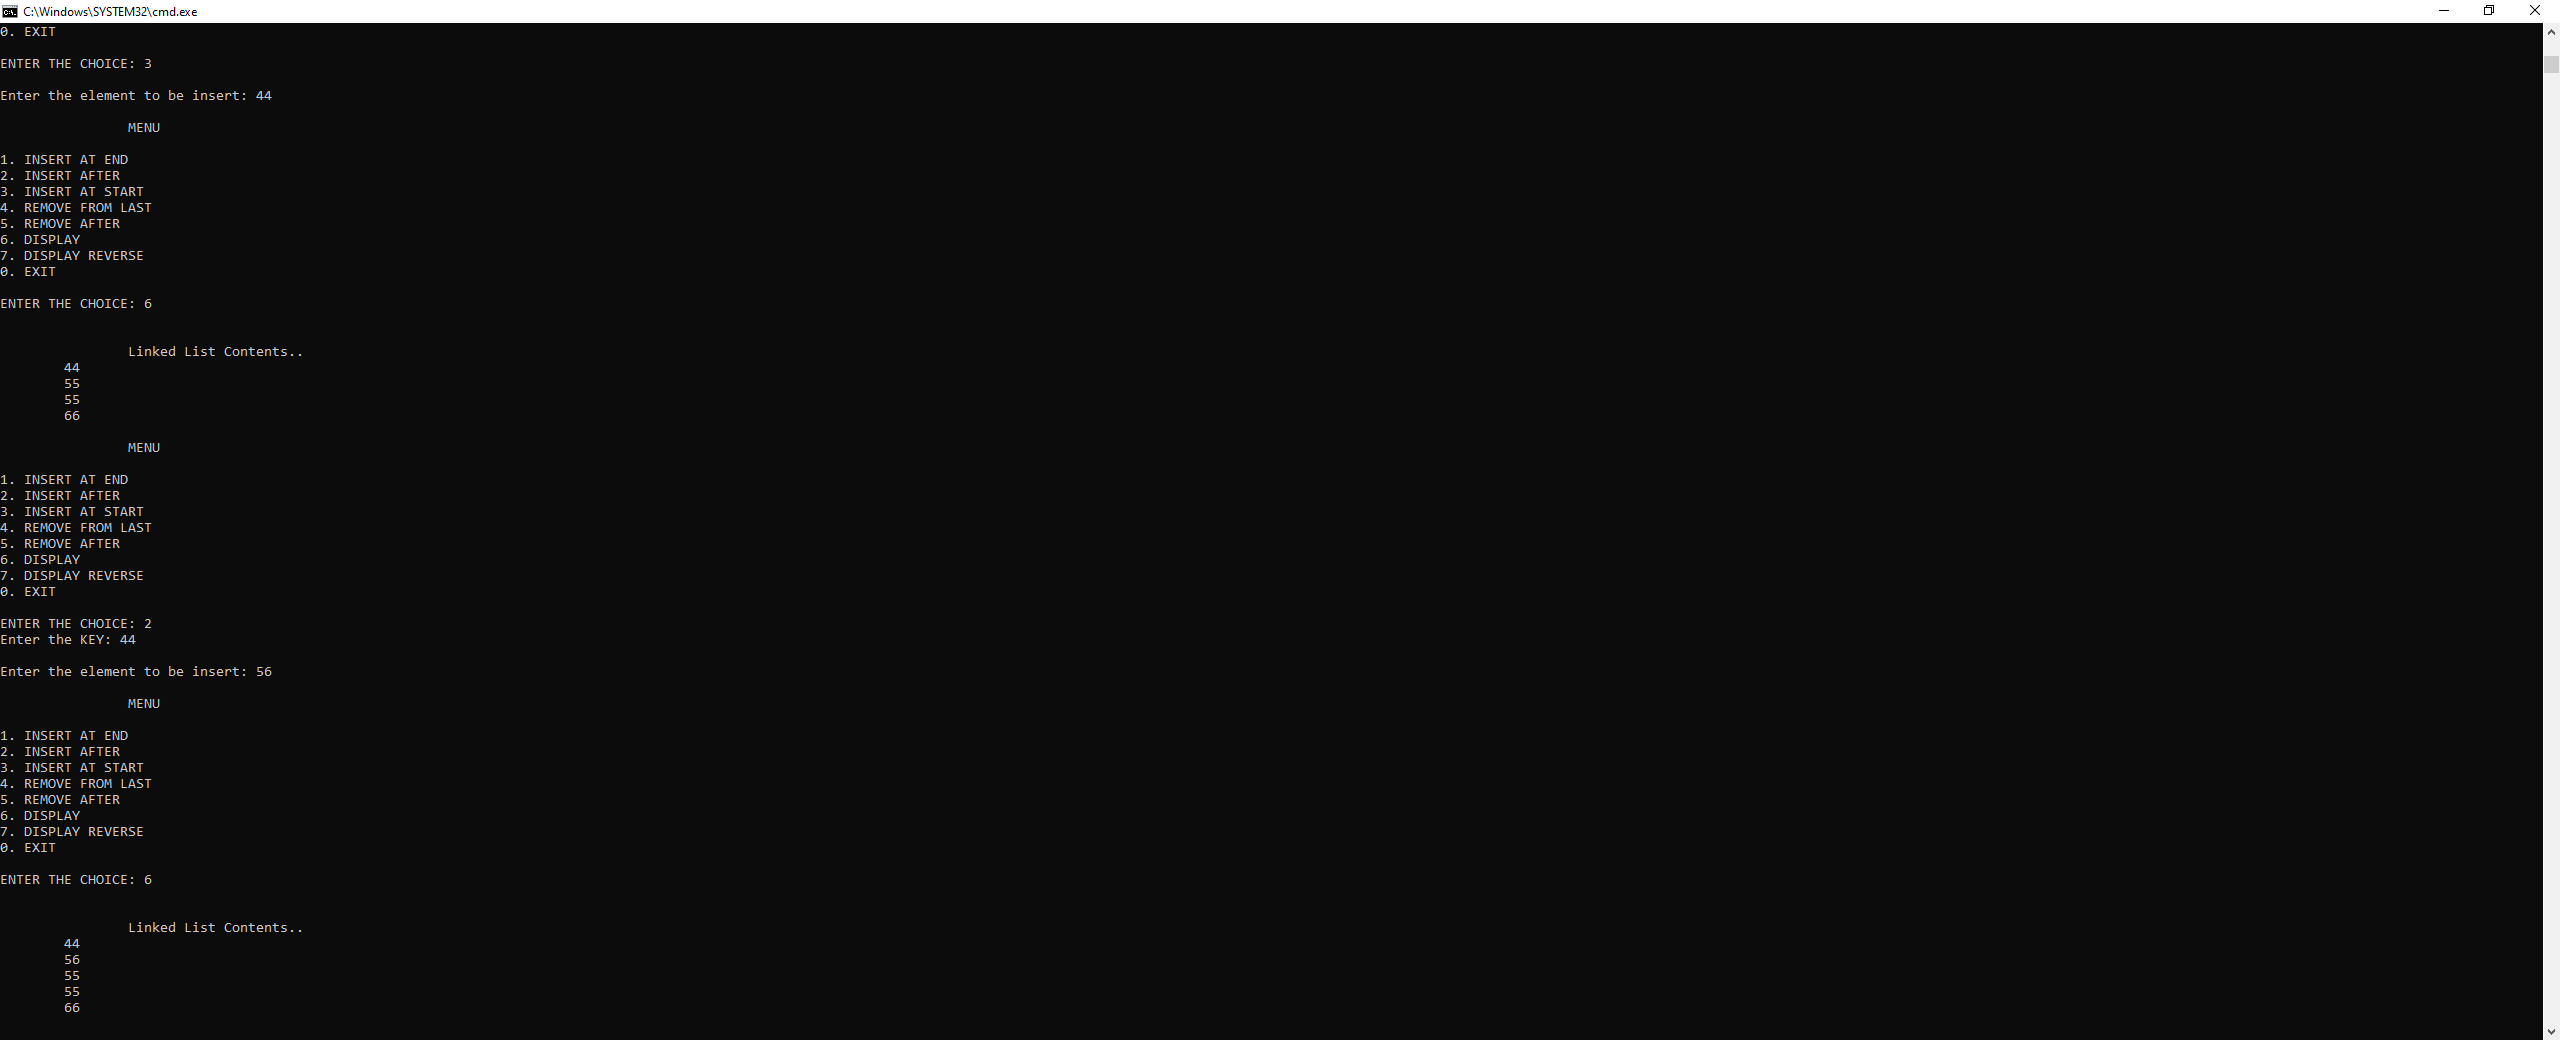 C:\Windows\SYSTEM32\cmd.exe
0. EXIT
ENTER THE CHOICE: 3
Enter the element to be insert: 44
MENU
1. INSERT AT END
2. INSERT AFTER
3. INSERT AT START
4. REMOVE FROM LAST
5. REMOVE AFTER
6. DISPLAY
7. DISPLAY REVERSE
0. EXIT
ENTER THE CHOICE: 6
Linked List Contents..
44
55
55
66
MENU
1. INSERT AT END
2. INSERT AFTER
3. INSERT AT START
4. REMOVE FROM LAST
5. REMOVE AFTER
6. DISPLAY
7. DISPLAY REVERSE
0. EXIT
ENTER THE CHOICE: 2
Enter the KEY: 44
Enter the element to be insert: 56
MENU
1. INSERT AT END
2. INSERT AFTER
3. INSERT AT START
4. REMOVE FROM LAST
5. REMOVE AFTER
6. DISPLAY
7. DISPLAY REVERSE
0. EXIT
ENTER THE CHOICE: 6
Linked List Contents..
44
56
55
55
66